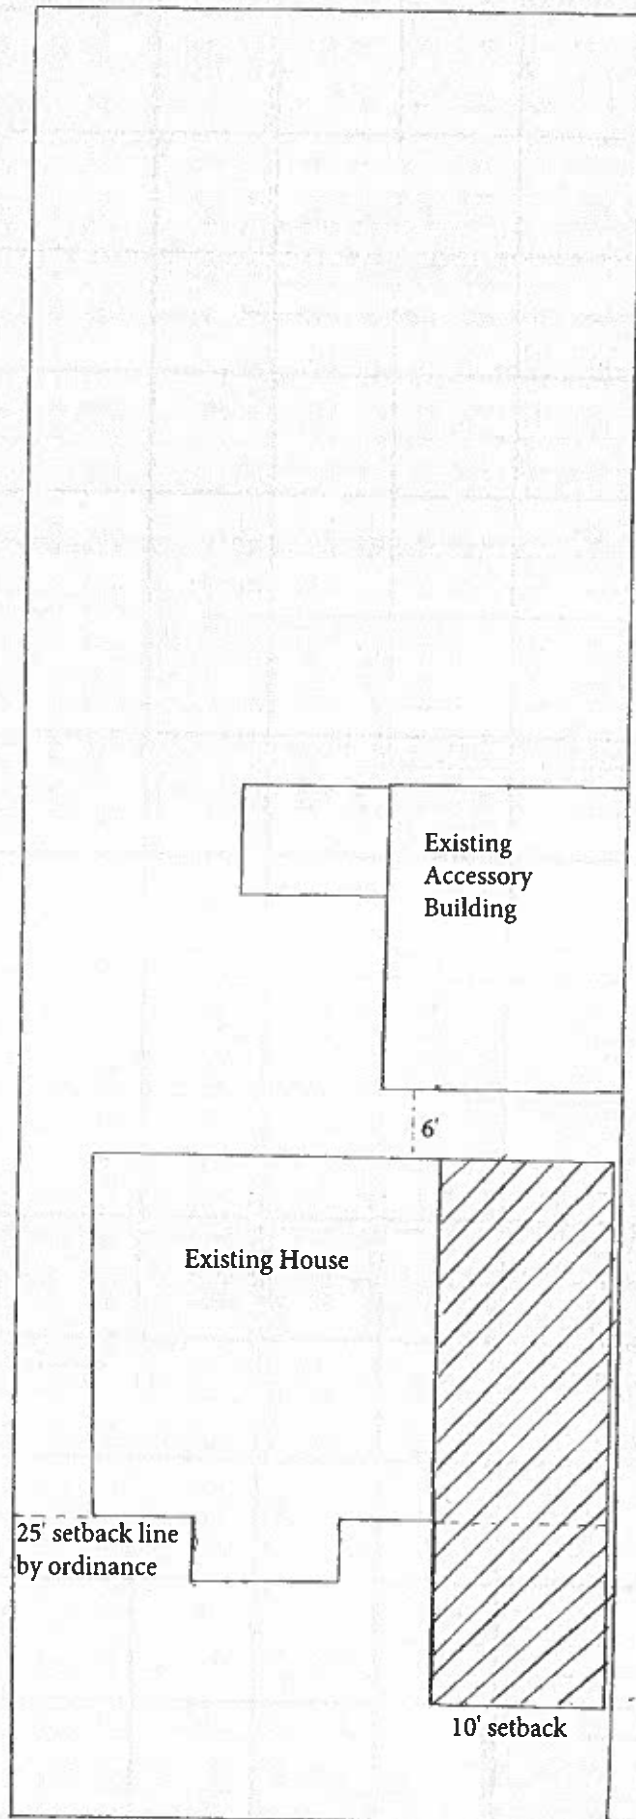 Existing
Accessory
Building
6'
Existing House
25' setback line
by ordinance
10' setback